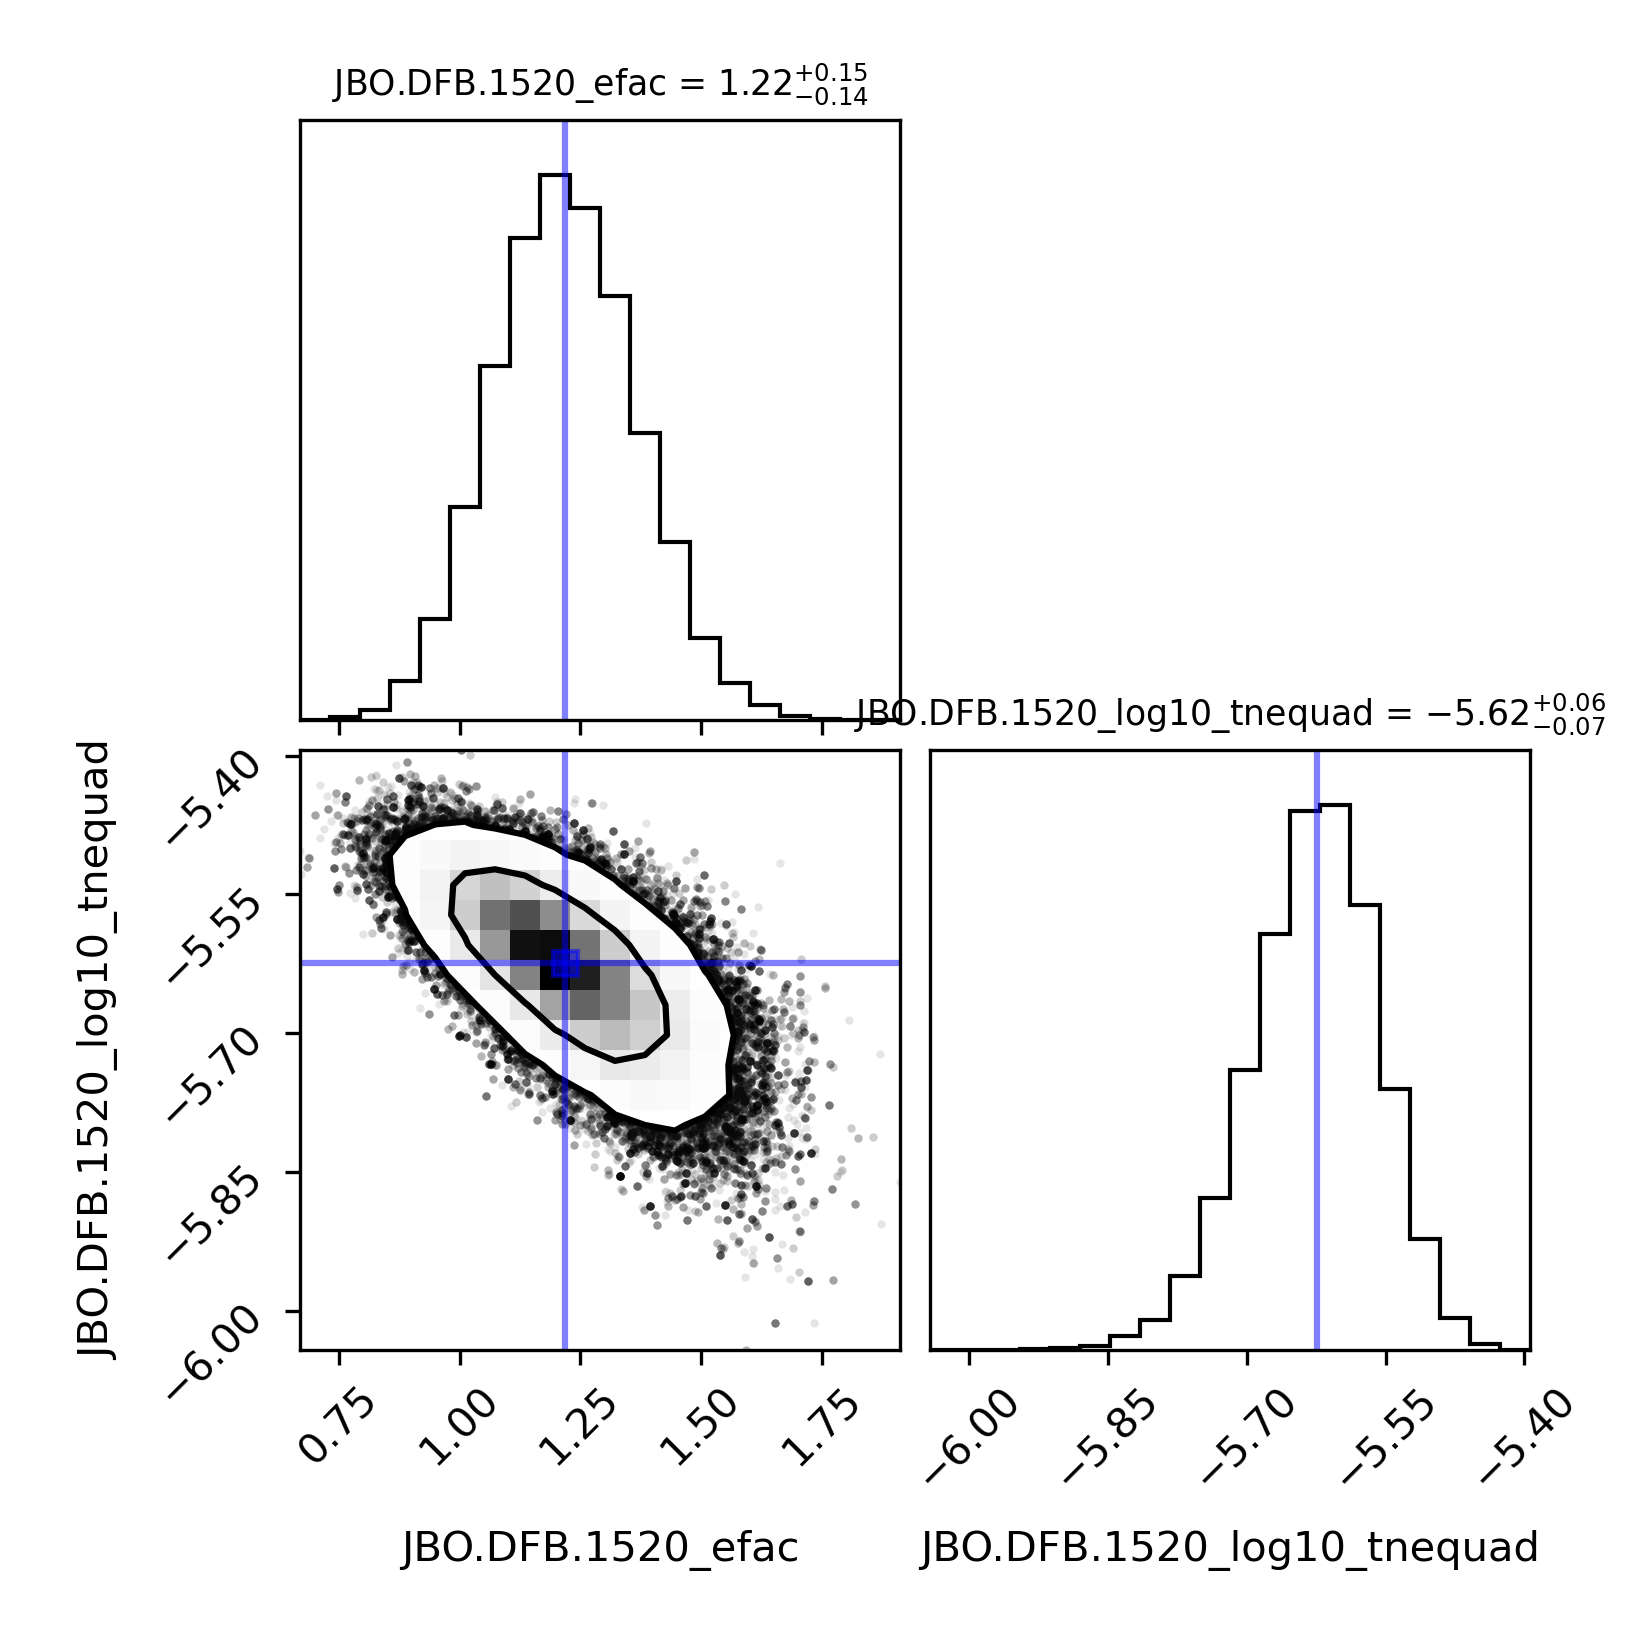 JBO.DFB.1520_efac = 1.22+0.15−0.14
JBO.DFB.1520_log10_tnequad = −5.62+0.06−0.07
JBO.DFB.1520_log10_tnequad
−5.40
−5.55
−5.70
−5.85
−6.00
0.75 1.00 1.25 1.50 1.75
−6.00 −5.85 −5.70 −5.55 −5.40
JBO.DFB.1520_efac
JBO.DFB.1520_log10_tnequad